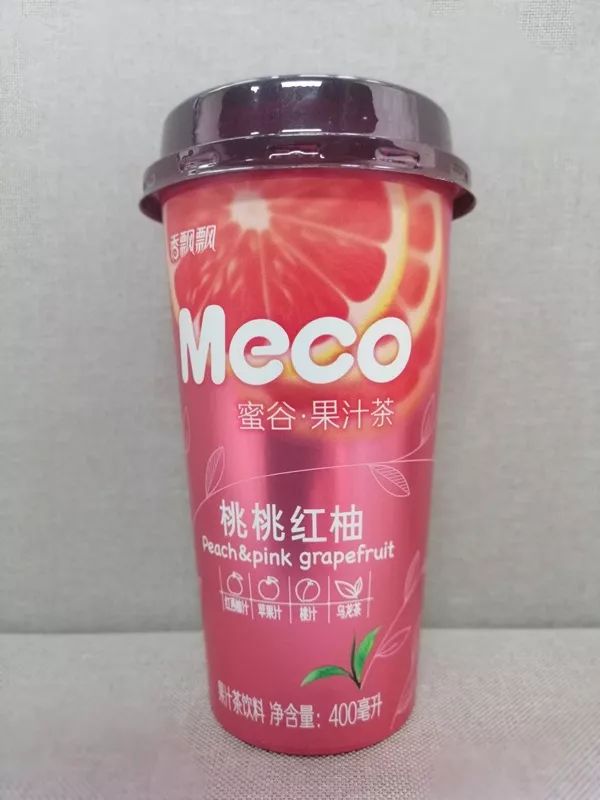 香飘飘
Meco
蜜谷·果汁茶
桃桃红柚
Peach&pink grapefruit
红西柚汁 苹果汁 桃汁 乌龙茶
果汁茶饮料 净含量：400毫升